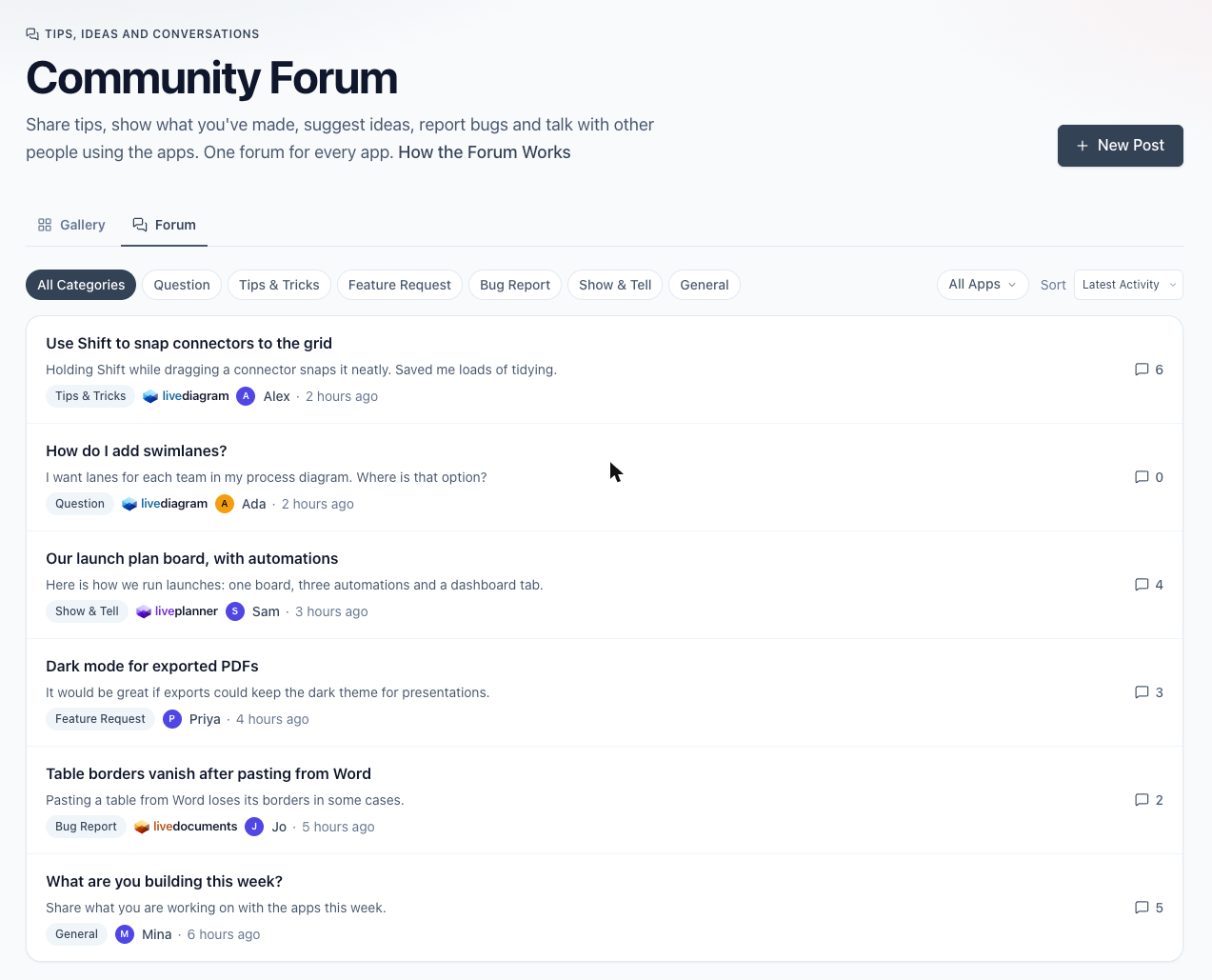 TIPS, IDEAS AND CONVERSATIONS
Community Forum
Share tips, show what you've made, suggest ideas, report bugs and talk with other
people using the apps. One forum for every app. How the Forum Works
+ New Post
Gallery Forum
All Categories Question Tips & Tricks Feature Request Bug Report Show & Tell General All Apps Sort Latest Activity
Use Shift to snap connectors to the grid
Holding Shift while dragging a connector snaps it neatly. Saved me loads of tidying.
6
Tips & Tricks livediagram A Alex · 2 hours ago
How do I add swimlanes?
I want lanes for each team in my process diagram. Where is that option?
0
Question livediagram A Ada · 2 hours ago
Our launch plan board, with automations
Here is how we run launches: one board, three automations and a dashboard tab.
4
Show & Tell liveplanner S Sam · 3 hours ago
Dark mode for exported PDFs
It would be great if exports could keep the dark theme for presentations.
3
Feature Request P Priya · 4 hours ago
Table borders vanish after pasting from Word
Pasting a table from Word loses its borders in some cases.
2
Bug Report livedocuments J Jo · 5 hours ago
What are you building this week?
Share what you are working on with the apps this week.
5
General M Mina · 6 hours ago